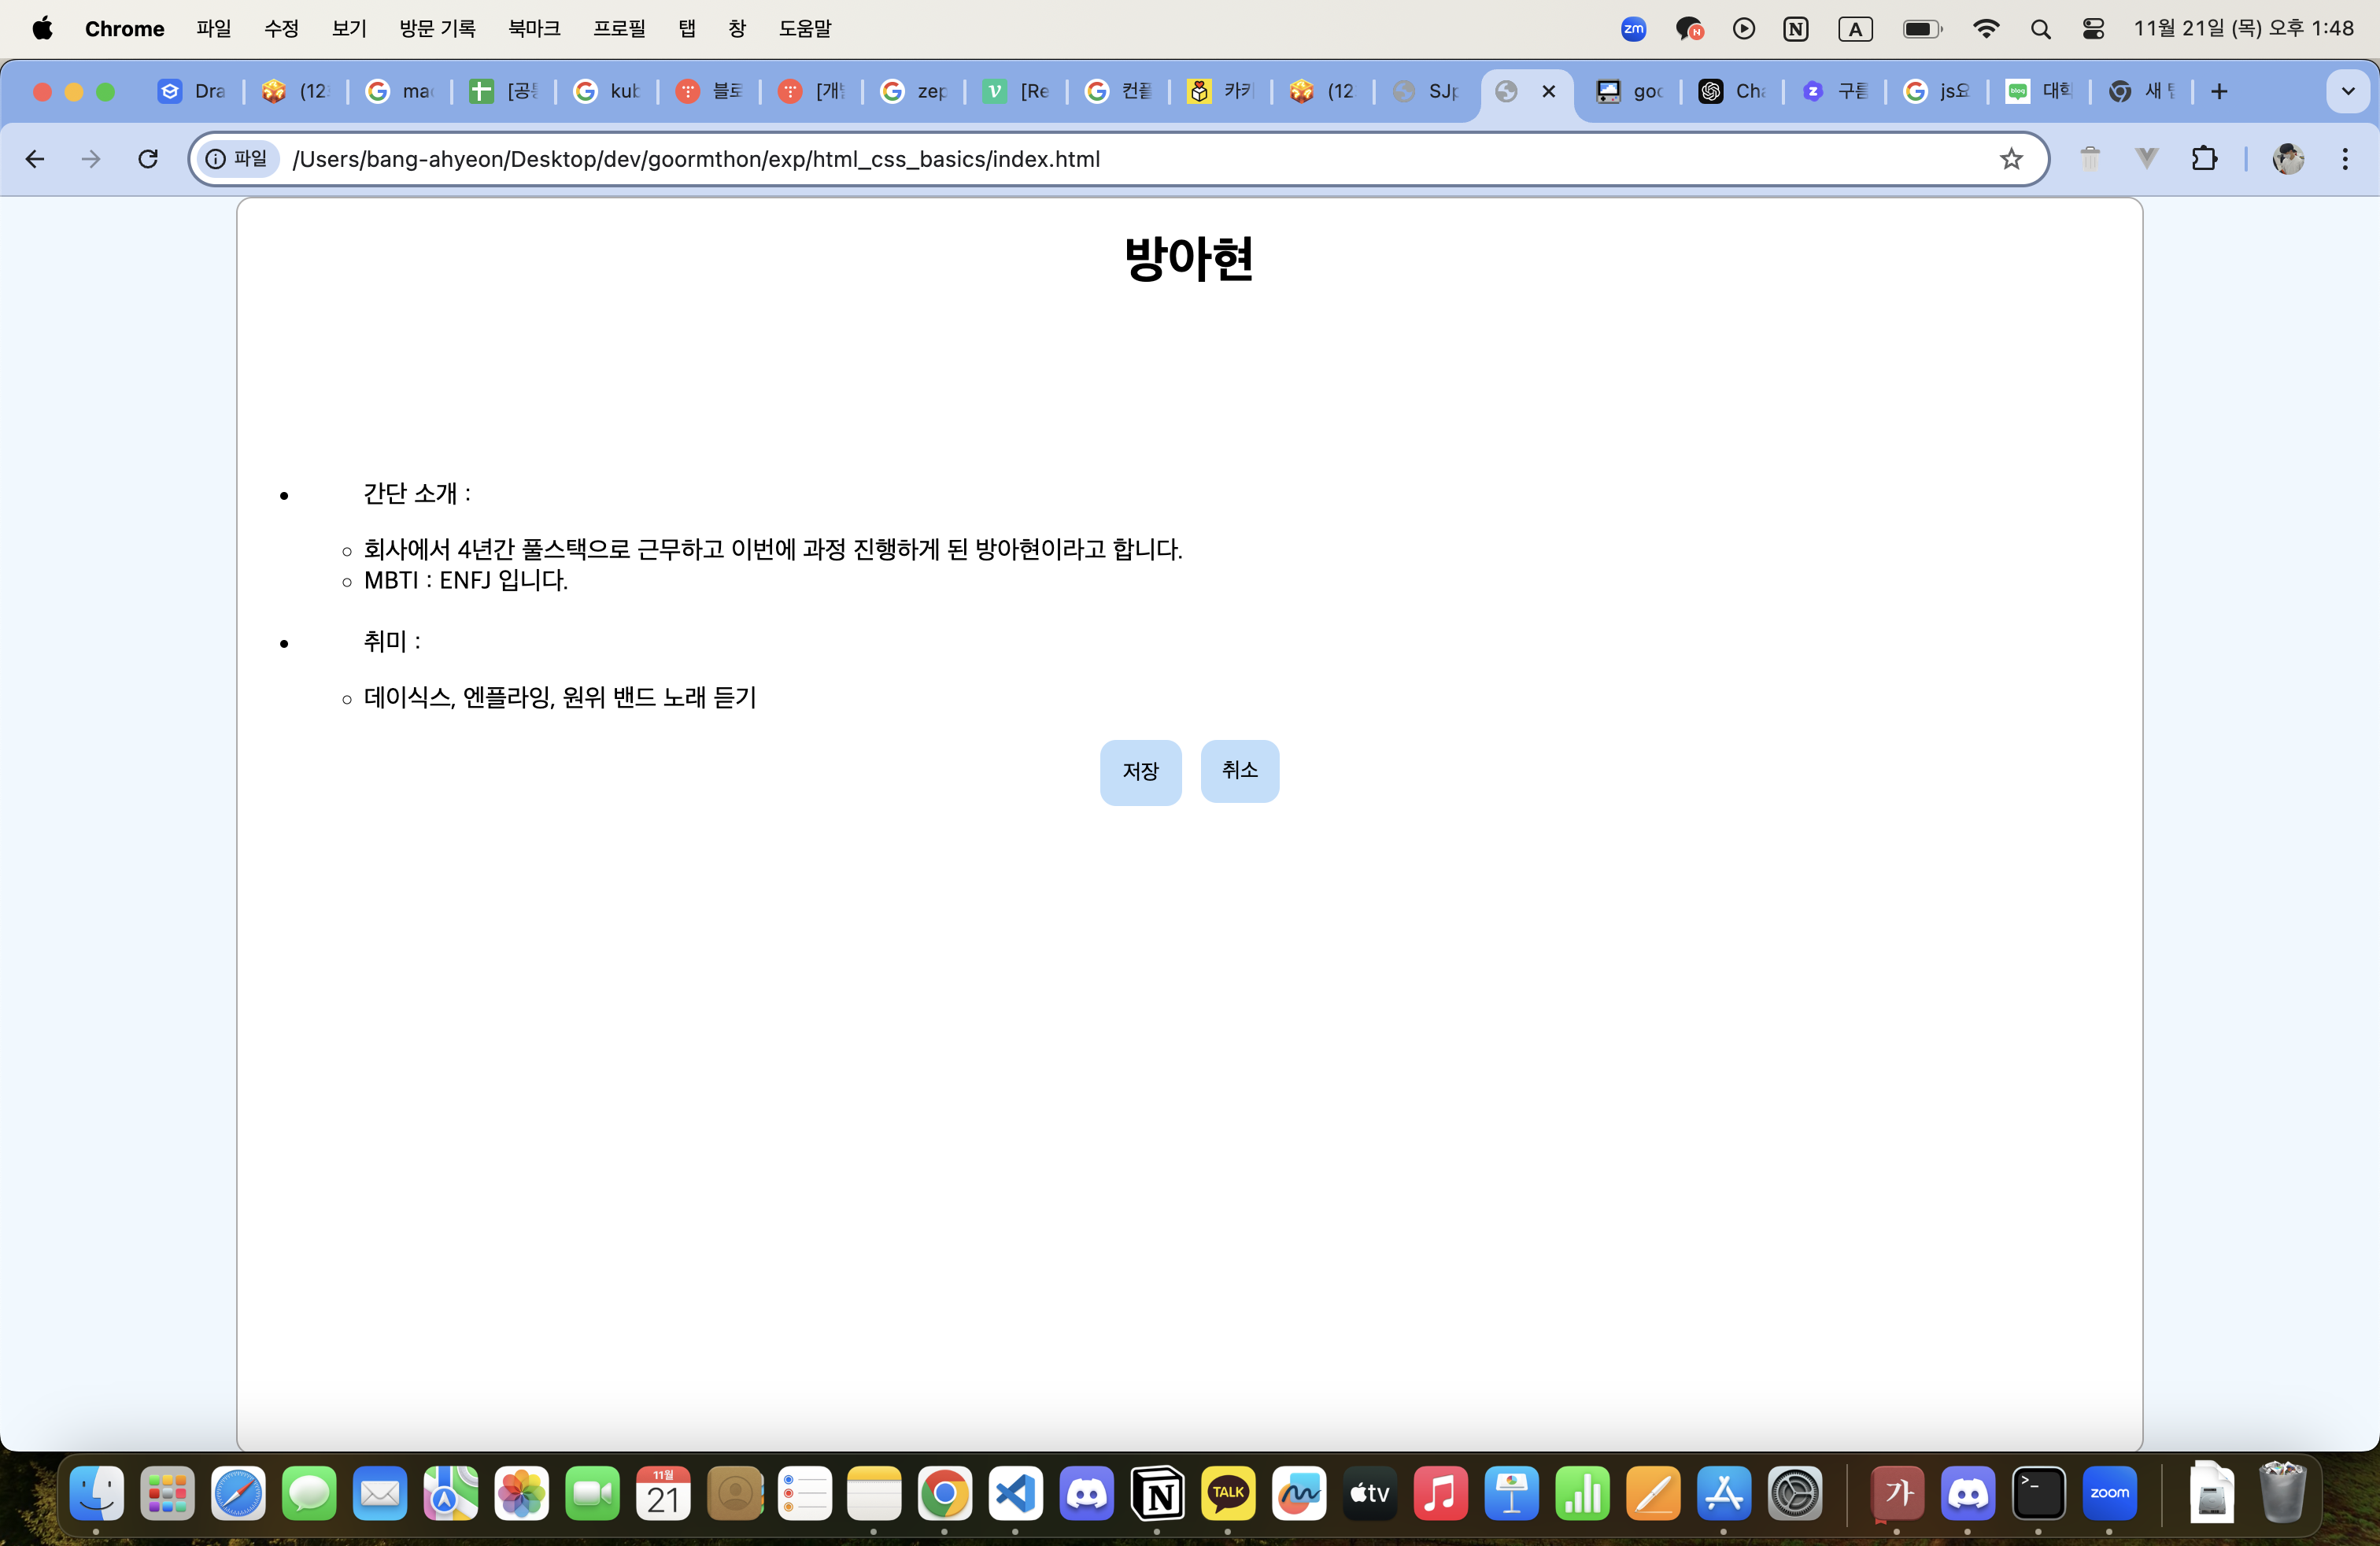 Chrome 파일 수정 보기 방문 기록 북마크 프로필 탭 창 도움말 zm N N A 11월 21일 (목) 오후 1:48
Dra (12 ma [공 kub 블로 [개 zep v [Re 컨플 카카 (12 SJp goo Cha 구름 js요 blog 대학 새 탭
파일 /Users/bang-ahyeon/Desktop/dev/goormthon/exp/html_css_basics/index.html
방아현
간단 소개 :
회사에서 4년간 풀스택으로 근무하고 이번에 과정 진행하게 된 방아현이라고 합니다.
MBTI : ENFJ 입니다.
취미 :
데이식스, 엔플라잉, 원위 밴드 노래 듣기
저장 취소
11월
21 N TALK tv 가 >_ zoom